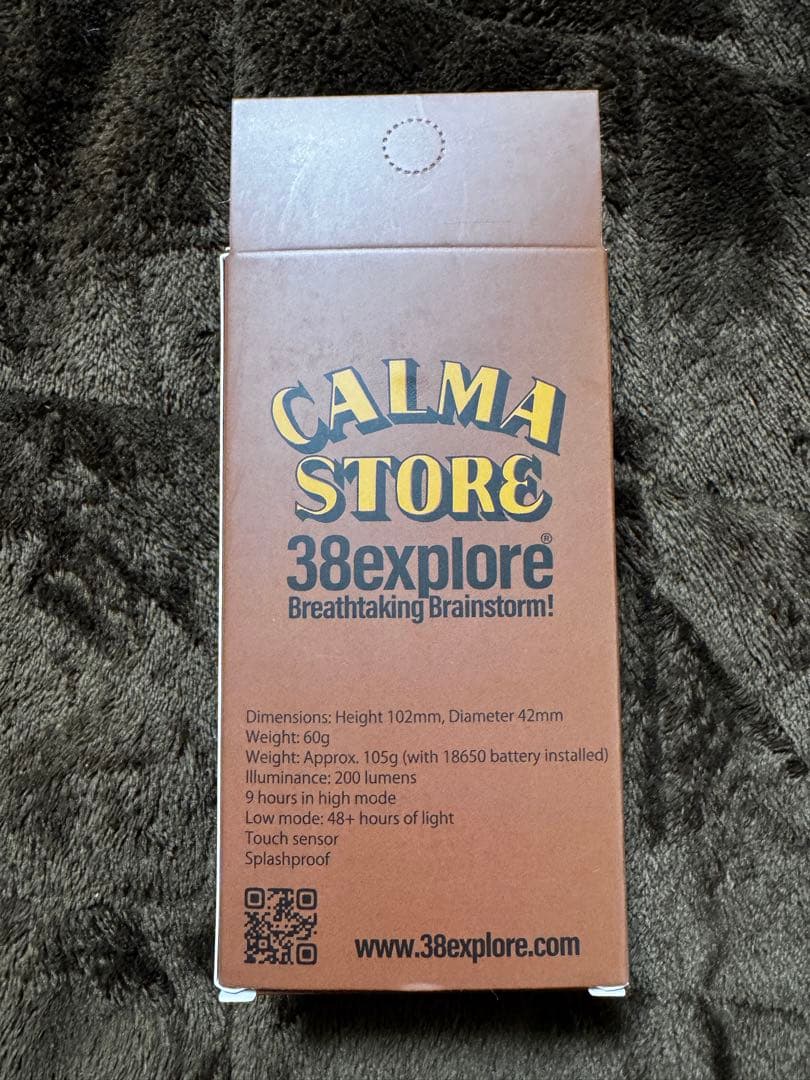 CALMA
STORE
38explore®
Breathtaking Brainstorm!
Dimensions: Height 102mm, Diameter 42mm
Weight: 60g
Weight: Approx. 105g (with 18650 battery installed)
Illuminance: 200 lumens
9 hours in high mode
Low mode: 48+ hours of light
Touch sensor
Splashproof
www.38explore.com